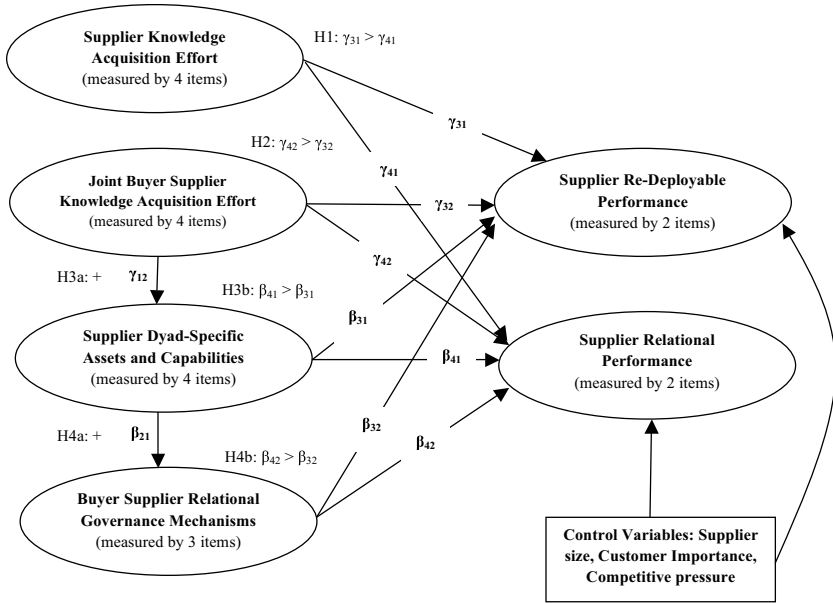 Supplier Knowledge
Acquisition Effort
(measured by 4 items)
H1: γ31 > γ41
γ31
H2: γ42 > γ32
γ41
Joint Buyer Supplier
Knowledge Acquisition Effort
(measured by 4 items)
Supplier Re-Deployable
Performance
(measured by 2 items)
γ32
γ42
H3a: +
γ12
H3b: β41 > β31
β31
Supplier Dyad-Specific
Assets and Capabilities
(measured by 4 items)
Supplier Relational
Performance
(measured by 2 items)
β41
H4a: +
β21
β32
β42
H4b: β42 > β32
Buyer Supplier Relational
Governance Mechanisms
(measured by 3 items)
Control Variables: Supplier
size, Customer Importance,
Competitive pressure